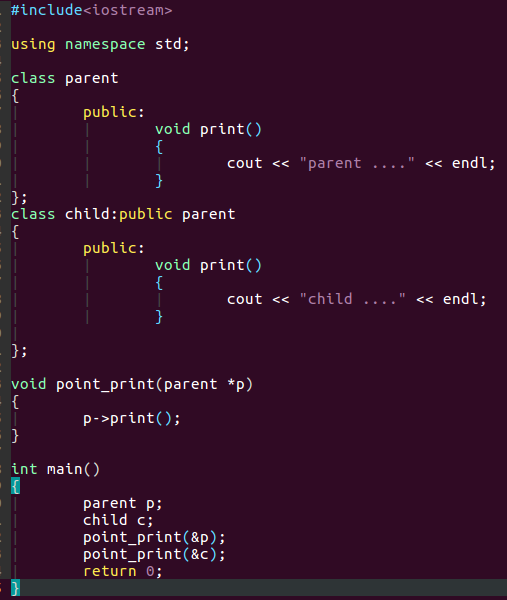 #include<iostream>
using namespace std;
class parent
{
public:
void print()
{
cout << "parent ...." << endl;
}
};
class child:public parent
{
public:
void print()
{
cout << "child ...." << endl;
}
};
void point_print(parent *p)
{
p->print();
}
int main()
{
parent p;
child c;
point_print(&p);
point_print(&c);
return 0;
}